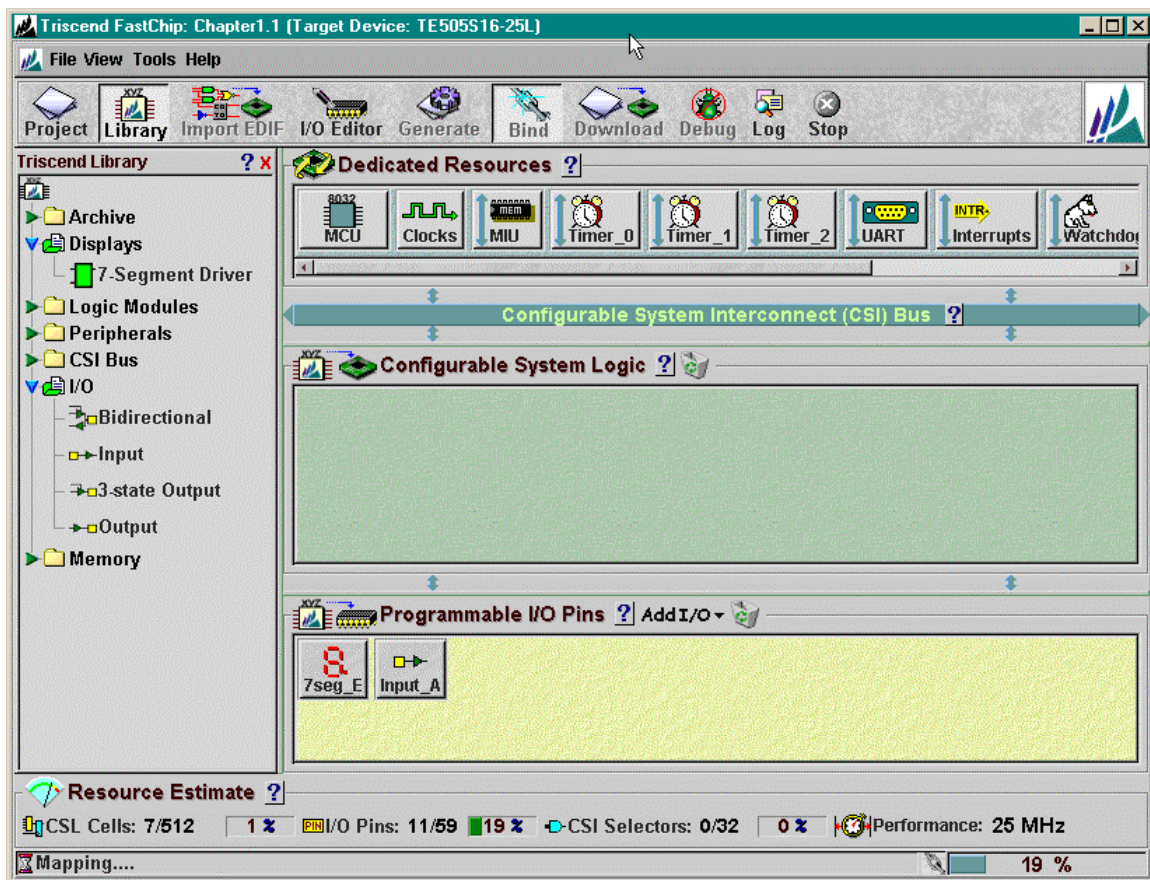 Triscend FastChip: Chapter1.1 (Target Device: TE505S16-25L)
File View Tools Help
Project Library Import EDIF I/O Editor Generate Bind Download Debug Log Stop
Triscend Library ? X
Archive
Displays
7-Segment Driver
Logic Modules
Peripherals
CSI Bus
I/O
Bidirectional
Input
3-state Output
Output
Memory
Dedicated Resources ?
8032
MCU Clocks MIU Timer_0 Timer_1 Timer_2 UART Interrupts Watchdog
Configurable System Interconnect (CSI) Bus ?
XYZ Configurable System Logic ?
XYZ Programmable I/O Pins ? Add I/O
7seg_E Input_A
Resource Estimate ?
CSL Cells: 7/512 1 % PIN I/O Pins: 11/59 19 % CSI Selectors: 0/32 0 % Performance: 25 MHz
Mapping.... 19 %